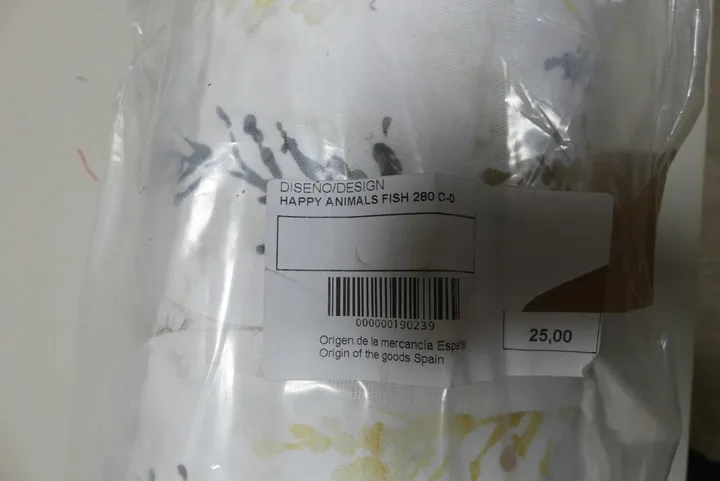 DISEÑO/DESIGN
HAPPY ANIMALS FISH 280 C-0
000000190239
25,00
Origen de la mercancía España
Origin of the goods Spain